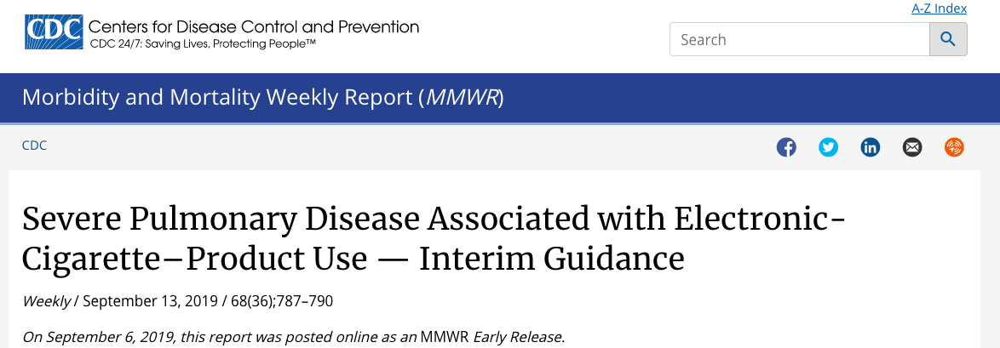 A-Z Index
CDC Centers for Disease Control and Prevention
CDC 24/7: Saving Lives, Protecting People™
Search
Morbidity and Mortality Weekly Report (MMWR)
CDC
Severe Pulmonary Disease Associated with Electronic-
Cigarette–Product Use — Interim Guidance
Weekly / September 13, 2019 / 68(36);787–790
On September 6, 2019, this report was posted online as an MMWR Early Release.